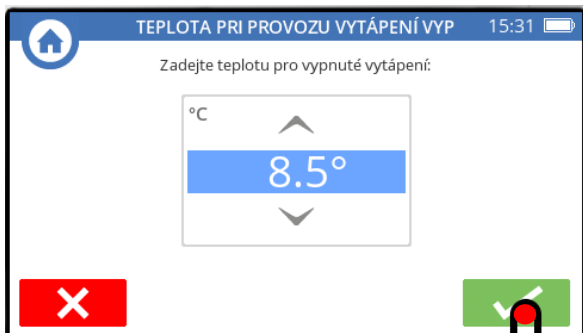 TEPLOTA PRI PROVOZU VYTÁPENÍ VYP 15:31
Zadejte teplotu pro vypnuté vytápení:
°C
8.5°